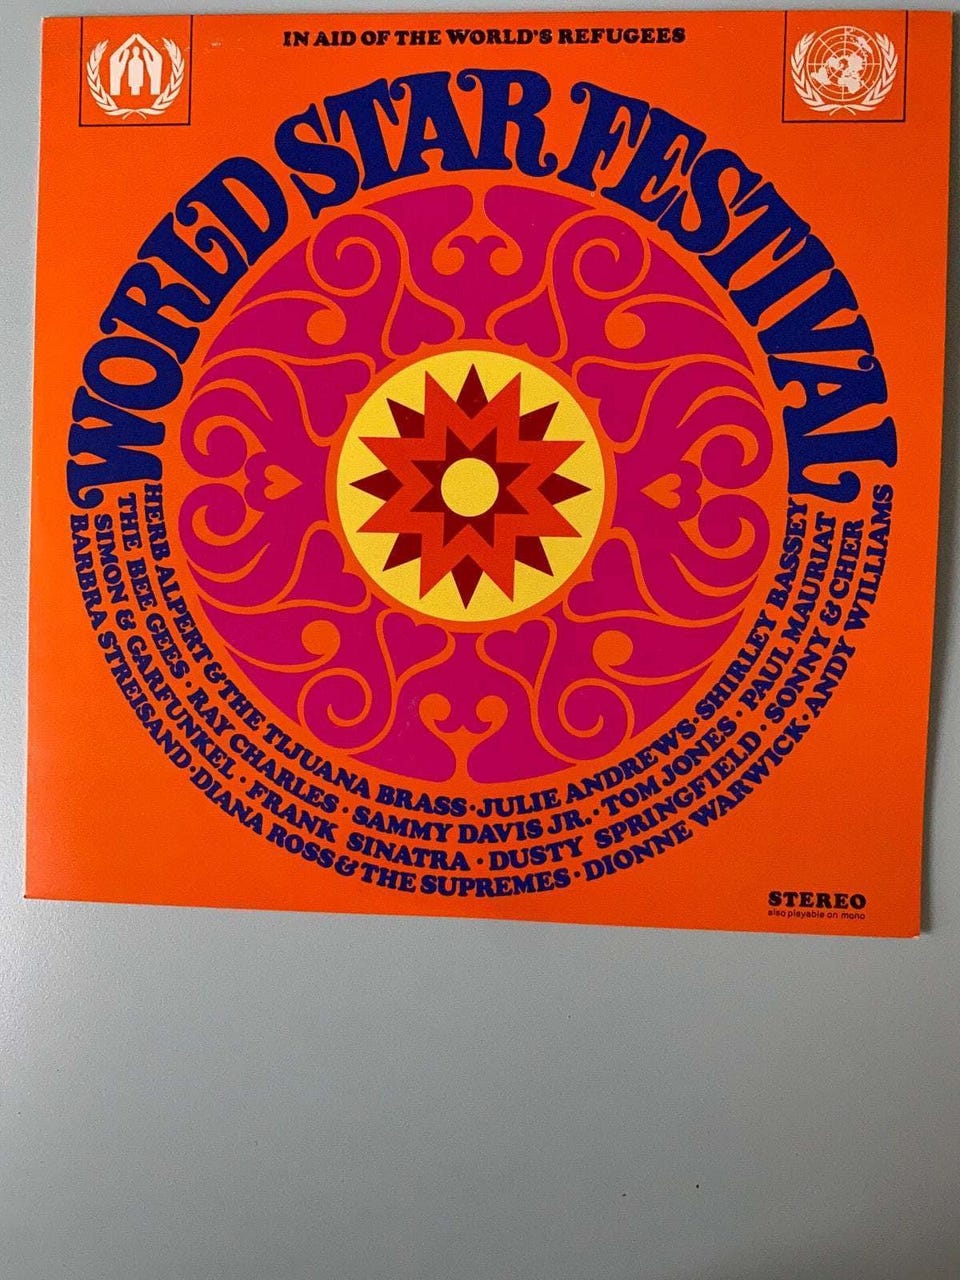 IN AID OF THE WORLD'S REFUGEES
WORLD STAR FESTIVAL
HERB ALPERT & THE TIJUANA BRASS · JULIE ANDREWS · SHIRLEY BASSEY
THE BEE GEES · RAY CHARLES · SAMMY DAVIS JR. · TOM JONES · PAUL MAURIAT
SIMON & GARFUNKEL · FRANK SINATRA · DUSTY SPRINGFIELD · SONNY & CHER
BARBRA STREISAND · DIANA ROSS & THE SUPREMES · DIONNE WARWICK · ANDY WILLIAMS
STEREO
also playable on mono